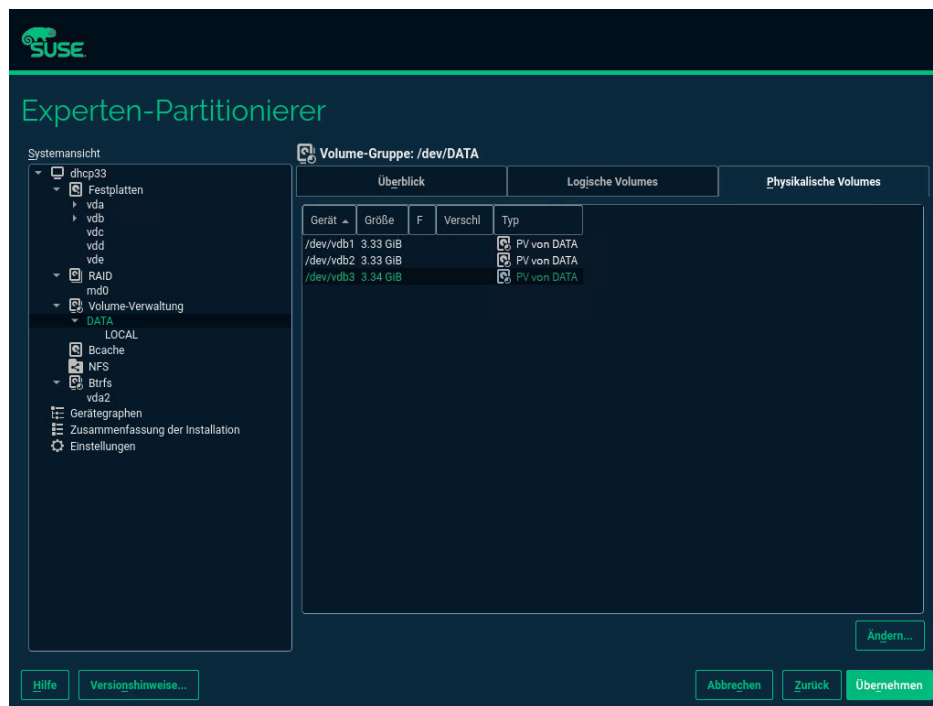 SUSE
Experten-Partitionierer
Systemansicht
dhcp33
Festplatten
vda
vdb
vdc
vdd
vde
RAID
md0
Volume-Verwaltung
DATA
LOCAL
Bcache
NFS
Btrfs
vda2
Gerätegraphen
Zusammenfassung der Installation
Einstellungen
Volume-Gruppe: /dev/DATA
Überblick Logische Volumes Physikalische Volumes
Gerät Größe F Verschl Typ
/dev/vdb1 3.33 GiB PV von DATA
/dev/vdb2 3.33 GiB PV von DATA
/dev/vdb3 3.34 GiB PV von DATA
Ändern...
Hilfe Versionshinweise... Abbrechen Zurück Übernehmen